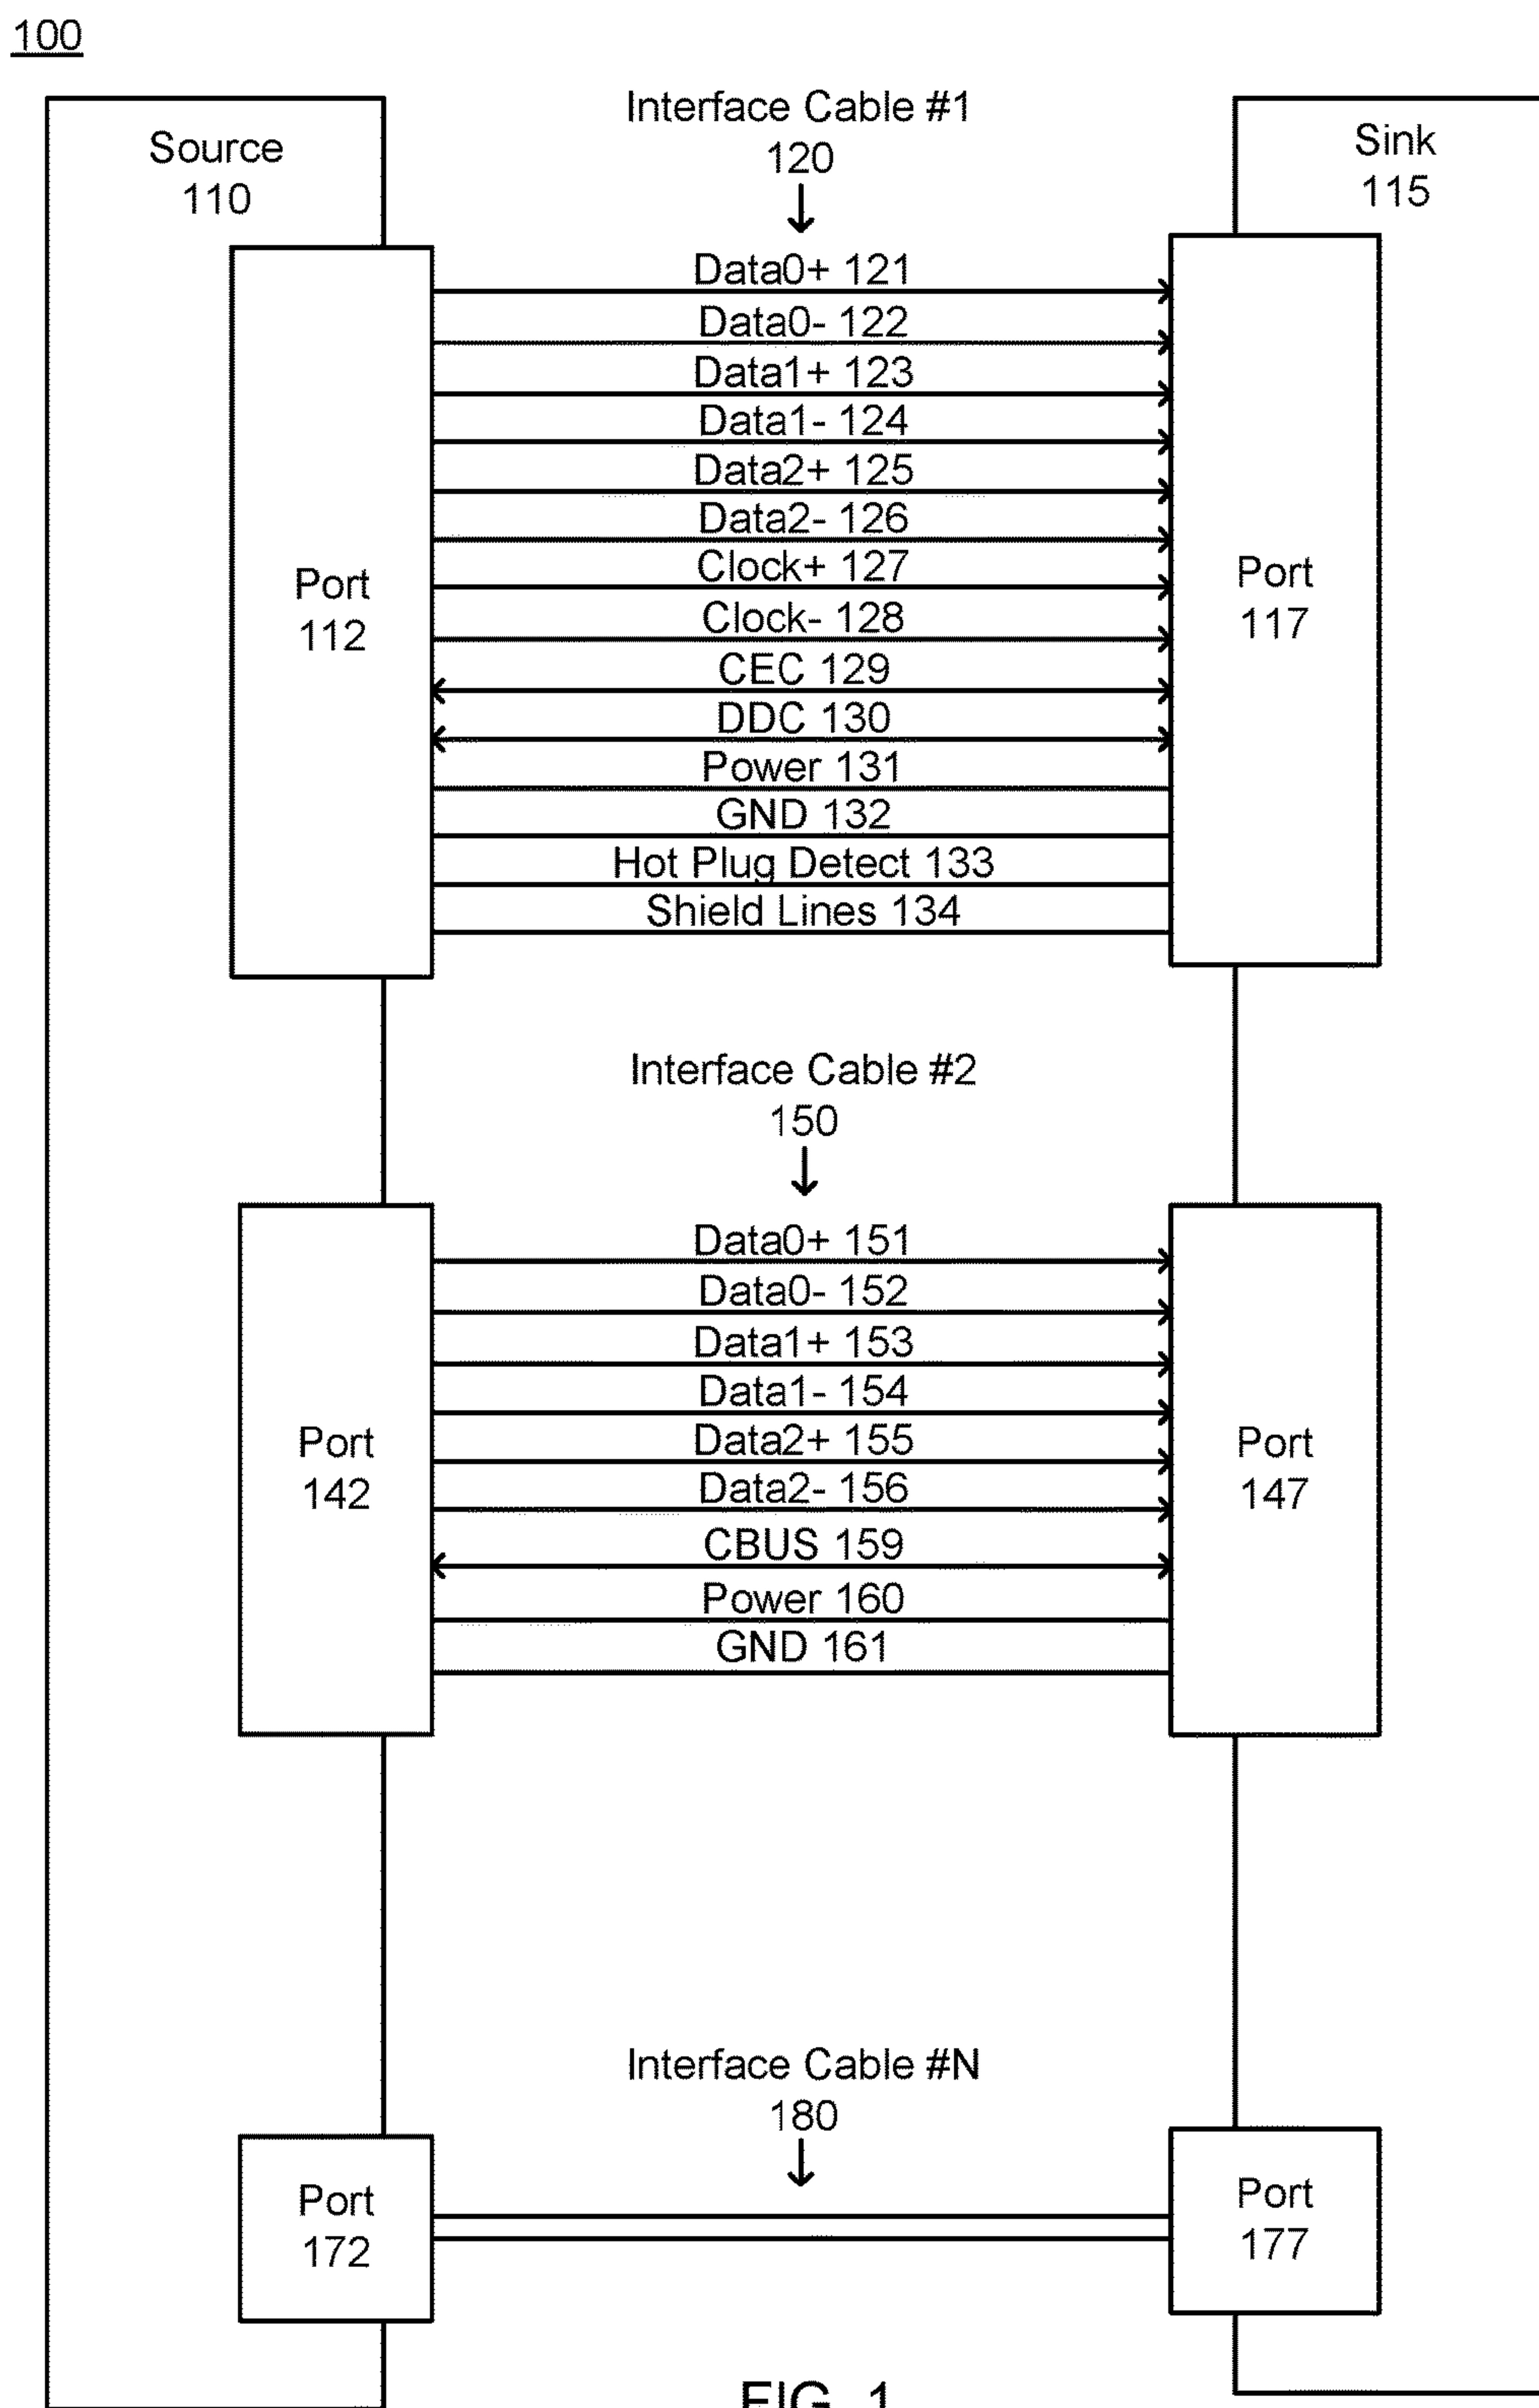 100
Source
110
Interface Cable #1
120
Sink
115
Data0+ 121
Data0- 122
Data1+ 123
Data1- 124
Data2+ 125
Data2- 126
Clock+ 127
Clock- 128
CEC 129
DDC 130
Power 131
GND 132
Hot Plug Detect 133
Shield Lines 134
Port
112
Port
117
Interface Cable #2
150
Data0+ 151
Data0- 152
Data1+ 153
Data1- 154
Data2+ 155
Data2- 156
CBUS 159
Power 160
GND 161
Port
142
Port
147
Interface Cable #N
180
Port
172
Port
177
FIG. 1